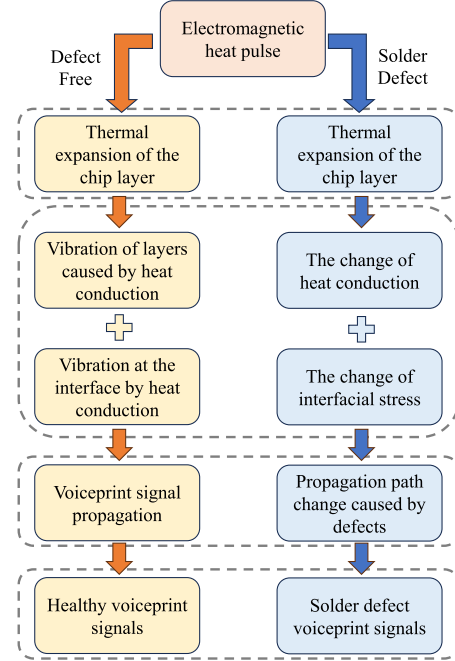 Electromagnetic
heat pulse
Defect
Free
Solder
Defect
Thermal
expansion of the
chip layer
Thermal
expansion of the
chip layer
Vibration of layers
caused by heat
conduction
The change of
heat conduction
Vibration at the
interface by heat
conduction
The change of
interfacial stress
Voiceprint signal
propagation
Propagation path
change caused by
defects
Healthy voiceprint
signals
Solder defect
voiceprint signals